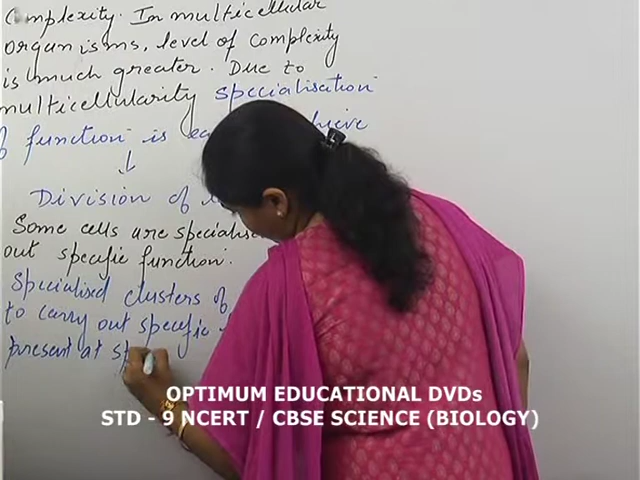 Complexity. In multicellular
organisms, level of complexity
is much greater. Due to
multicellularity specialisation
of function is
Division of
Some cells are
out specific function.
Specialised clusters of
to carry out specific
present at
OPTIMUM EDUCATIONAL DVDs
STD - 9 NCERT / CBSE SCIENCE (BIOLOGY)